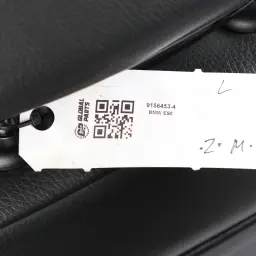 GLOBAL
PARTS
9156453-4
BMW E90
L
.Z.M.